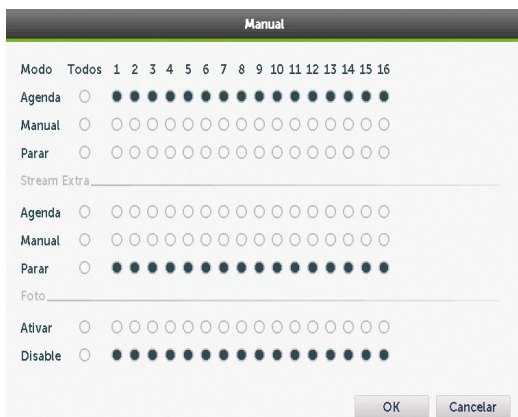 Manual
Modo Todos 1 2 3 4 5 6 7 8 9 10 11 12 13 14 15 16
Agenda
Manual
Parar
Stream Extra
Agenda
Manual
Parar
Foto
Ativar
Disable
OK Cancelar